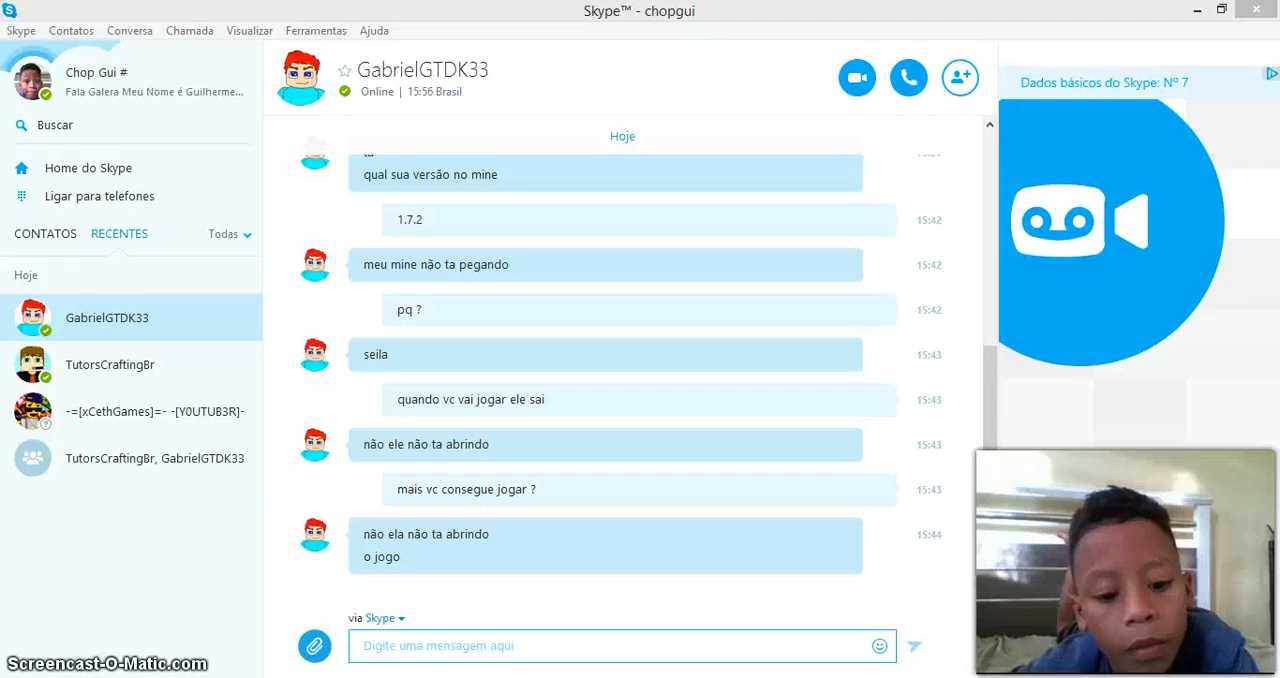 Skype™ - chopgui
Skype Contatos Conversa Chamada Visualizar Ferramentas Ajuda
Chop Gui #
Fala Galera Meu Nome é Guilherme...
Buscar
Home do Skype
Ligar para telefones
CONTATOS RECENTES Todas
Hoje
GabrielGTDK33
TutorsCraftingBr
-=[xCethGames]=- -[Y0UTUB3R]-
TutorsCraftingBr, GabrielGTDK33
GabrielGTDK33
Online | 15:56 Brasil
Hoje
qual sua versão no mine
1.7.2 15:42
meu mine não ta pegando 15:42
pq ? 15:42
seila 15:43
quando vc vai jogar ele sai 15:43
não ele não ta abrindo 15:43
mais vc consegue jogar ? 15:43
não ela não ta abrindo 15:44
o jogo
via Skype
Digite uma mensagem aqui
Dados básicos do Skype: Nº 7
Screencast-O-Matic.com